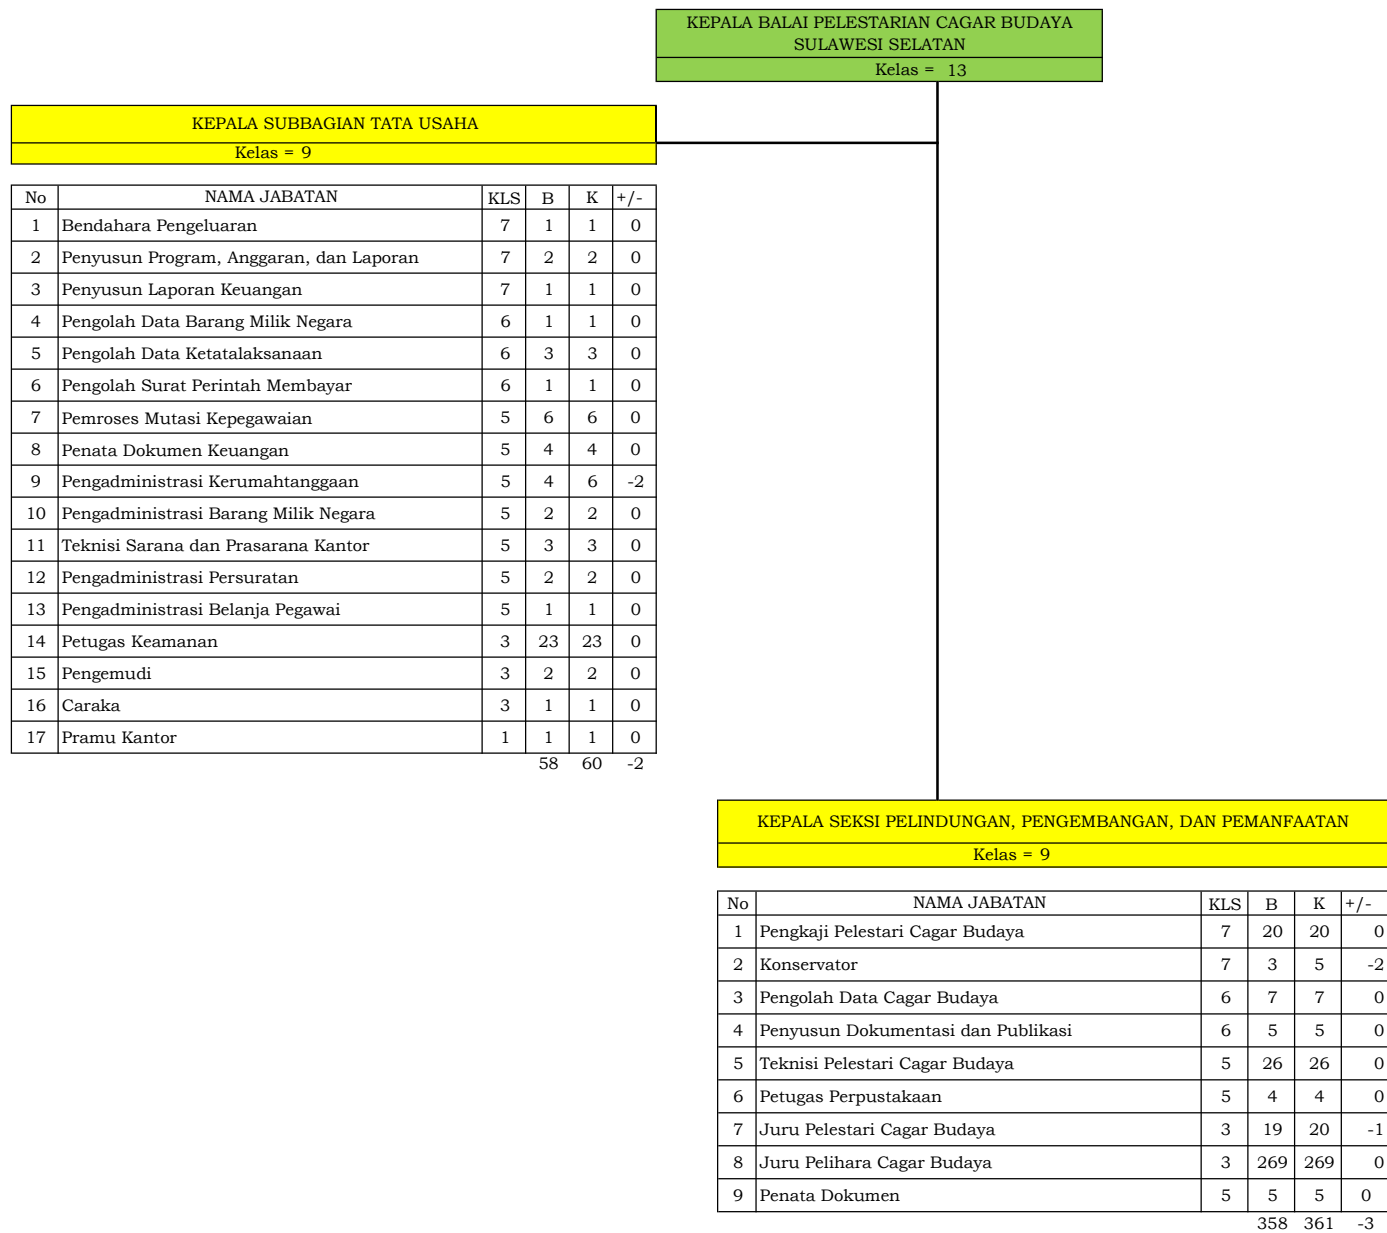 KEPALA BALAI PELESTARIAN CAGAR BUDAYA
SULAWESI SELATAN
Kelas = 13
KEPALA SUBBAGIAN TATA USAHA
Kelas = 9
No NAMA JABATAN KLS B K +/-
1 Bendahara Pengeluaran 7 1 1 0
2 Penyusun Program, Anggaran, dan Laporan 7 2 2 0
3 Penyusun Laporan Keuangan 7 1 1 0
4 Pengolah Data Barang Milik Negara 6 1 1 0
5 Pengolah Data Ketatalaksanaan 6 3 3 0
6 Pengolah Surat Perintah Membayar 6 1 1 0
7 Pemroses Mutasi Kepegawaian 5 6 6 0
8 Penata Dokumen Keuangan 5 4 4 0
9 Pengadministrasi Kerumahtanggaan 5 4 6 -2
10 Pengadministrasi Barang Milik Negara 5 2 2 0
11 Teknisi Sarana dan Prasarana Kantor 5 3 3 0
12 Pengadministrasi Persuratan 5 2 2 0
13 Pengadministrasi Belanja Pegawai 5 1 1 0
14 Petugas Keamanan 3 23 23 0
15 Pengemudi 3 2 2 0
16 Caraka 3 1 1 0
17 Pramu Kantor 1 1 1 0
58 60 -2
KEPALA SEKSI PELINDUNGAN, PENGEMBANGAN, DAN PEMANFAATAN
Kelas = 9
No NAMA JABATAN KLS B K +/-
1 Pengkaji Pelestari Cagar Budaya 7 20 20 0
2 Konservator 7 3 5 -2
3 Pengolah Data Cagar Budaya 6 7 7 0
4 Penyusun Dokumentasi dan Publikasi 6 5 5 0
5 Teknisi Pelestari Cagar Budaya 5 26 26 0
6 Petugas Perpustakaan 5 4 4 0
7 Juru Pelestari Cagar Budaya 3 19 20 -1
8 Juru Pelihara Cagar Budaya 3 269 269 0
9 Penata Dokumen 5 5 5 0
358 361 -3